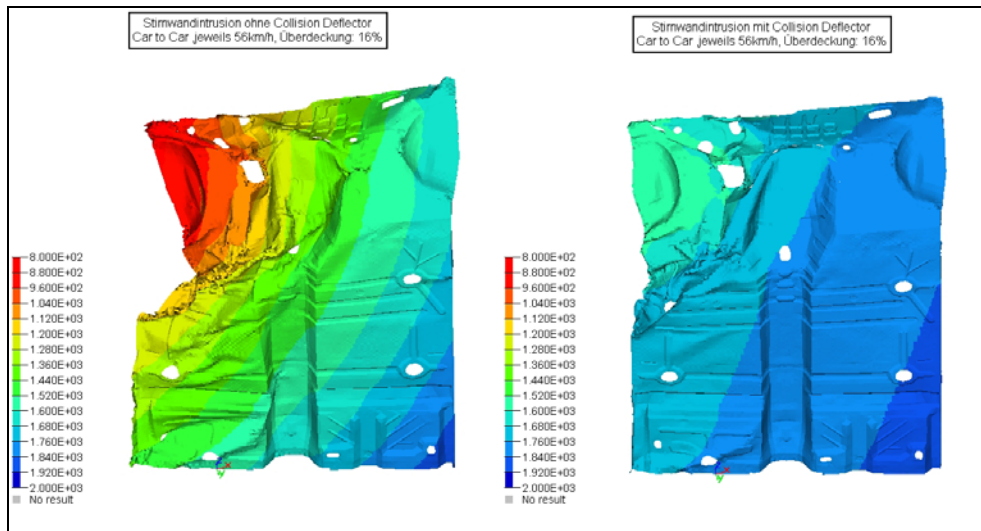 Stirnwandintrusion ohne Collision Deflector
Car to Car ,jeweils 56km/h, Überdeckung: 16%
8.000E+02
8.800E+02
9.600E+02
1.040E+03
1.120E+03
1.200E+03
1.280E+03
1.360E+03
1.440E+03
1.520E+03
1.600E+03
1.680E+03
1.760E+03
1.840E+03
1.920E+03
2.000E+03
No result
X
Y
Stirnwandintrusion mit Collision Deflector
Car to Car ,jeweils 56km/h, Überdeckung: 16%
8.000E+02
8.800E+02
9.600E+02
1.040E+03
1.120E+03
1.200E+03
1.280E+03
1.360E+03
1.440E+03
1.520E+03
1.600E+03
1.680E+03
1.760E+03
1.840E+03
1.920E+03
2.000E+03
No result
X
Y